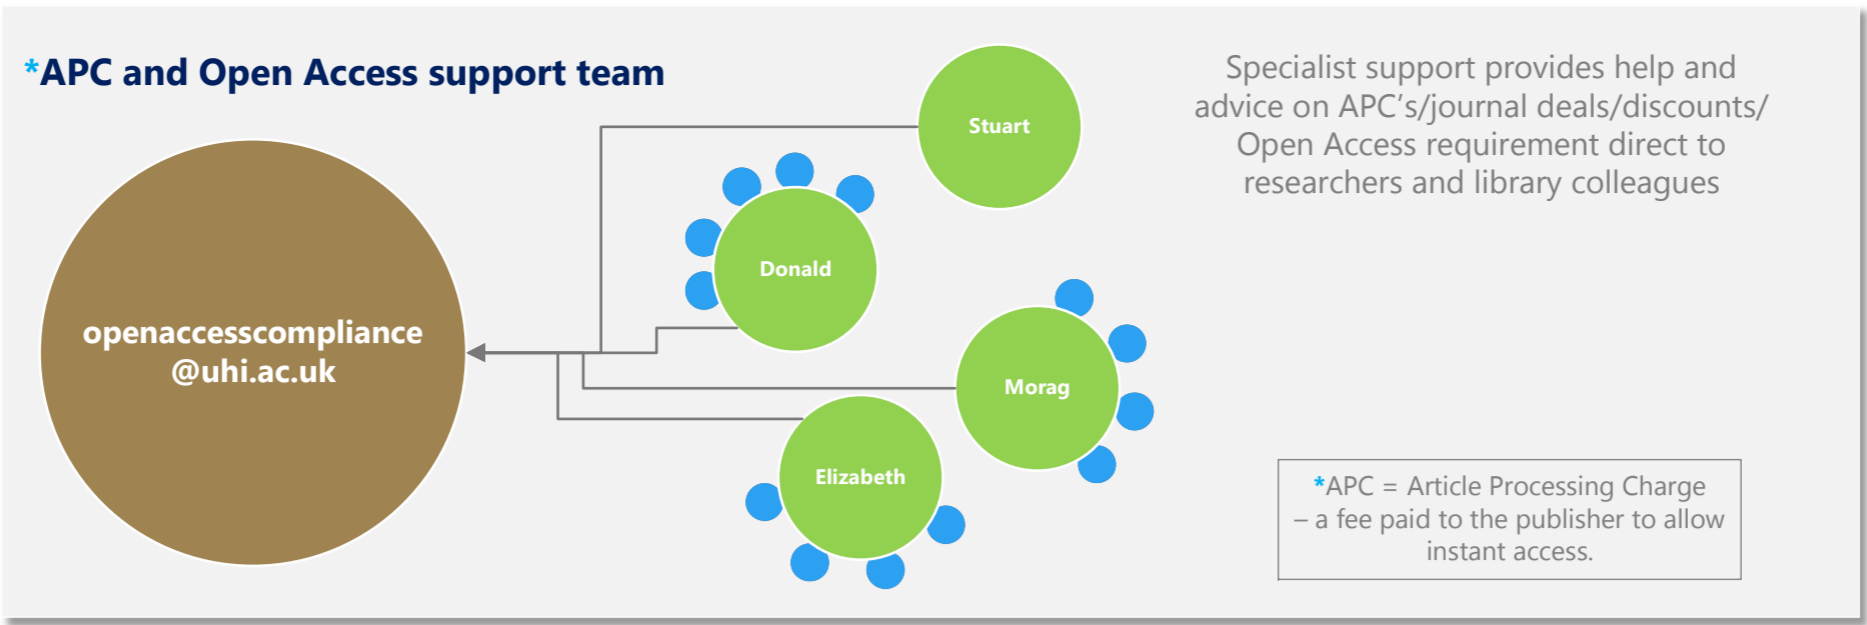 *APC and Open Access support team
Specialist support provides help and
advice on APC’s/journal deals/discounts/
Open Access requirement direct to
researchers and library colleagues
Stuart
Donald
openaccesscompliance
@uhi.ac.uk
Morag
Elizabeth
*APC = Article Processing Charge
– a fee paid to the publisher to allow
instant access.